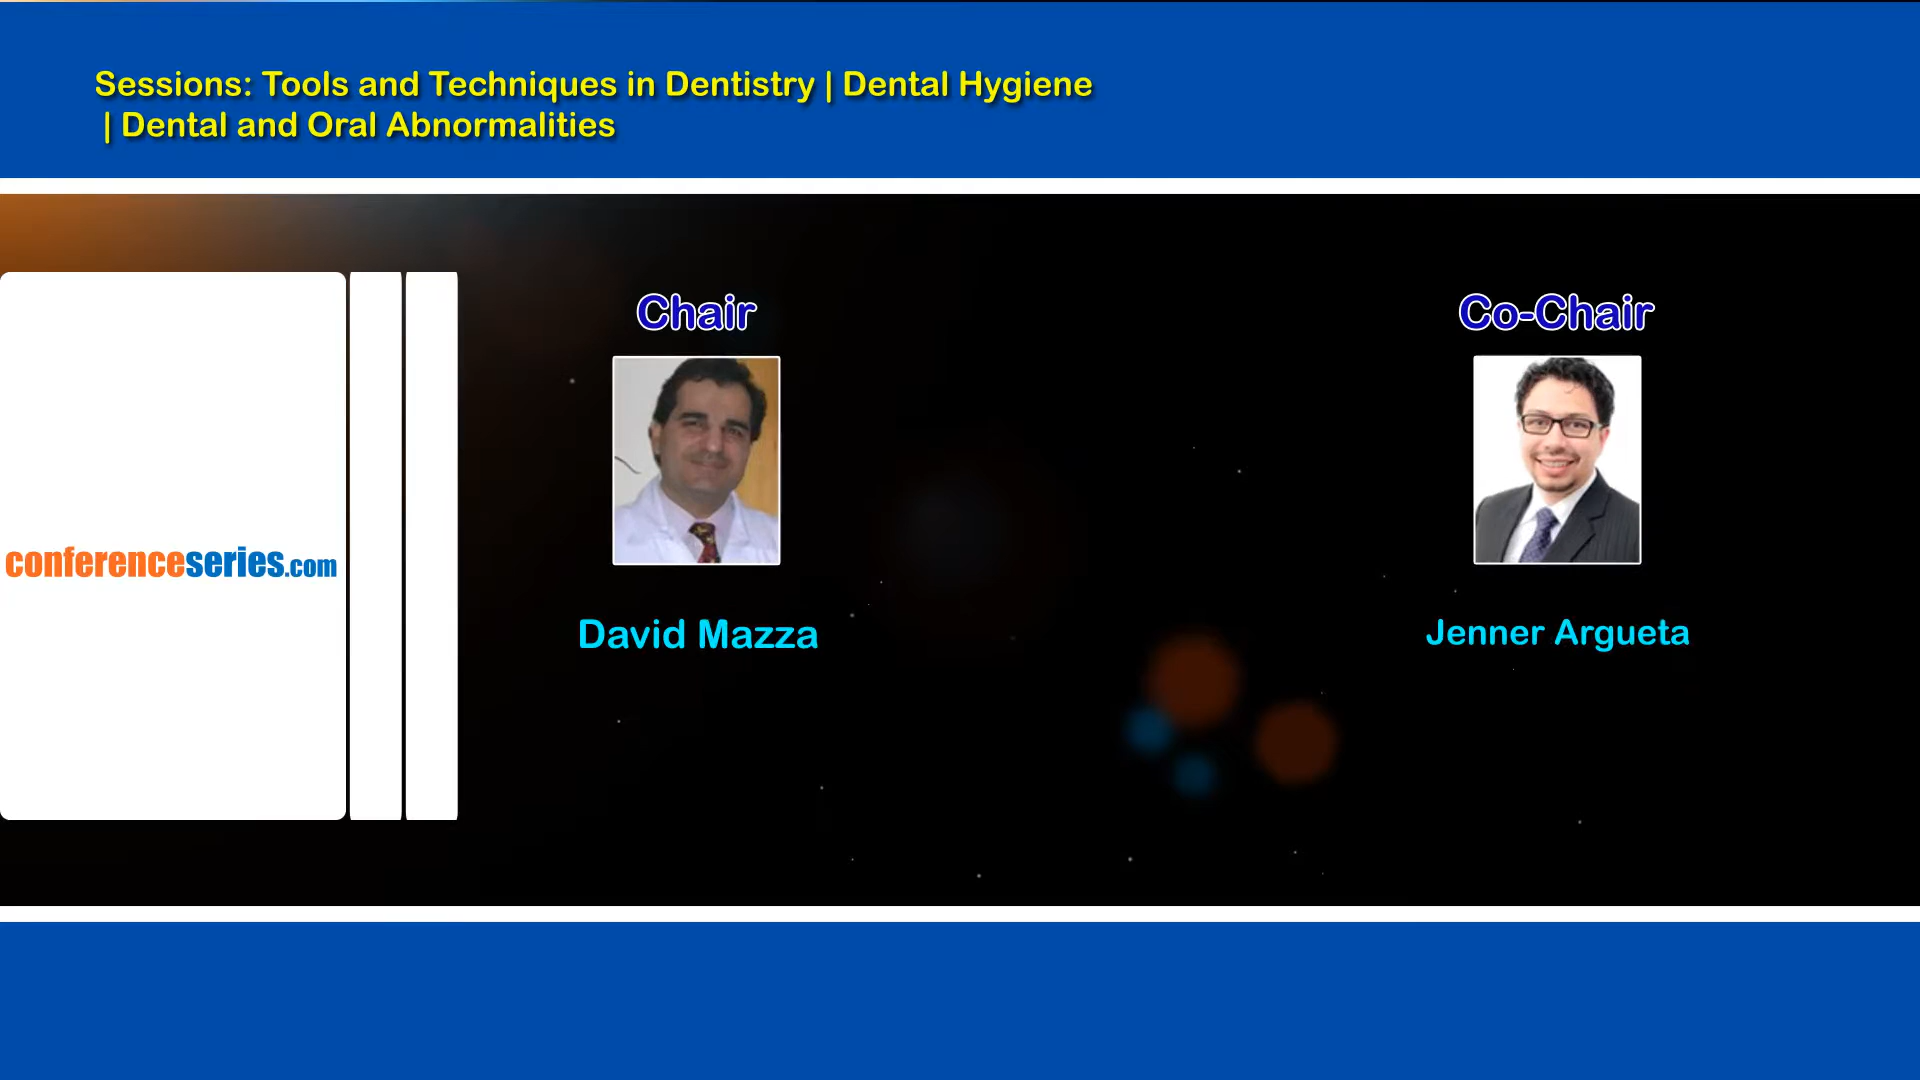 Sessions: Tools and Techniques in Dentistry | Dental Hygiene
| Dental and Oral Abnormalities
Chair
Co-Chair
conferenceseries.com
David Mazza
Jenner Argueta